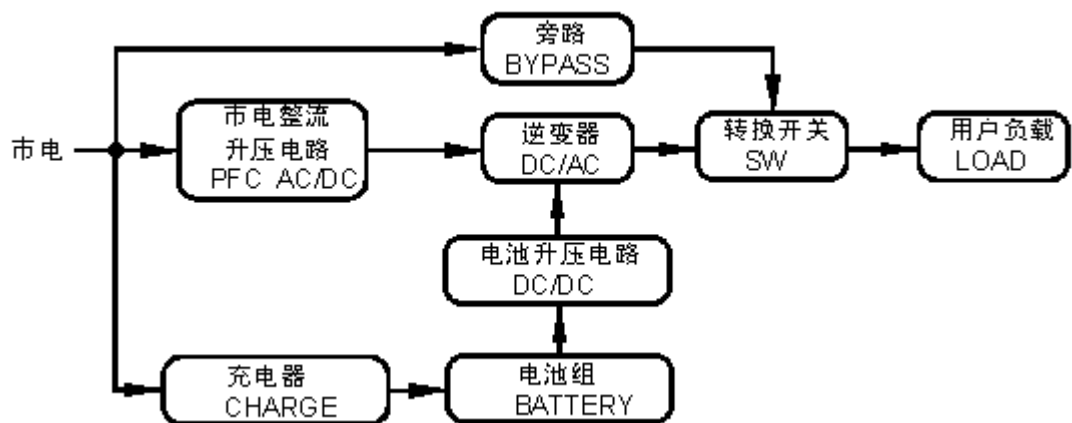 旁路
BYPASS
市电
市电整流
升压电路
PFC AC/DC
逆变器
DC/AC
转换开关
SW
用户负载
LOAD
电池升压电路
DC/DC
充电器
CHARGE
电池组
BATTERY